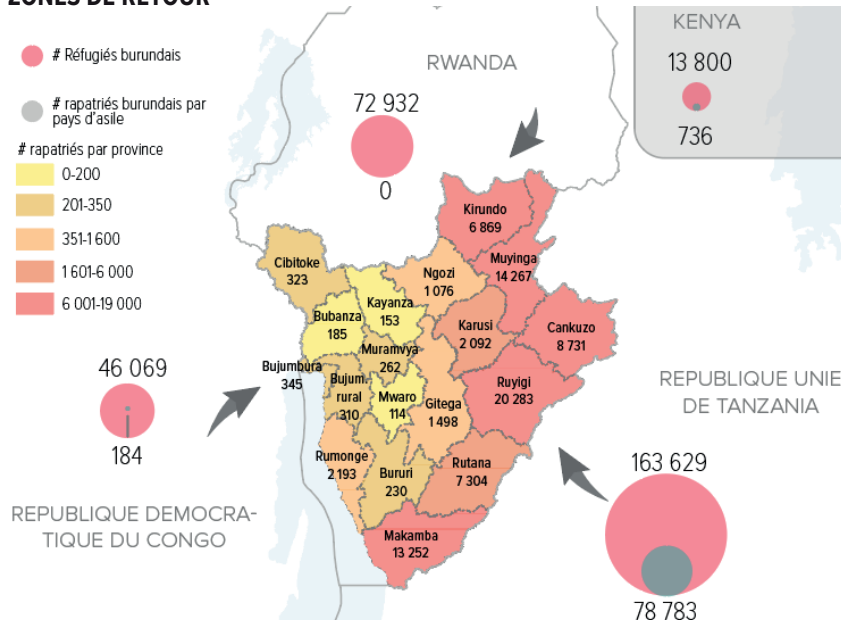 ZONES DE RETOUR
# Réfugiés burundais
# rapatriés burundais par
pays d'asile
# rapatriés par province
0-200
201-350
351-1 600
1 601-6 000
6 001-19 000
KENYA
13 800
736
RWANDA
72 932
0
Kirundo
6 869
Muyinga
14 267
Cibitoke
323
Ngozi
1 076
Kayanza
153
Bubanza
185
Karusi
2 092
Cankuzo
8 731
Muramvya
262
Bujumbura
345
Bujum.
rural
310
Mwaro
114
Gitega
1 498
Ruyigi
20 283
Rumonge
2 193
Bururi
230
Rutana
7 304
Makamba
13 252
46 069
184
REPUBLIQUE DEMOCRA-
TIQUE DU CONGO
REPUBLIQUE UNIE
DE TANZANIA
163 629
78 783